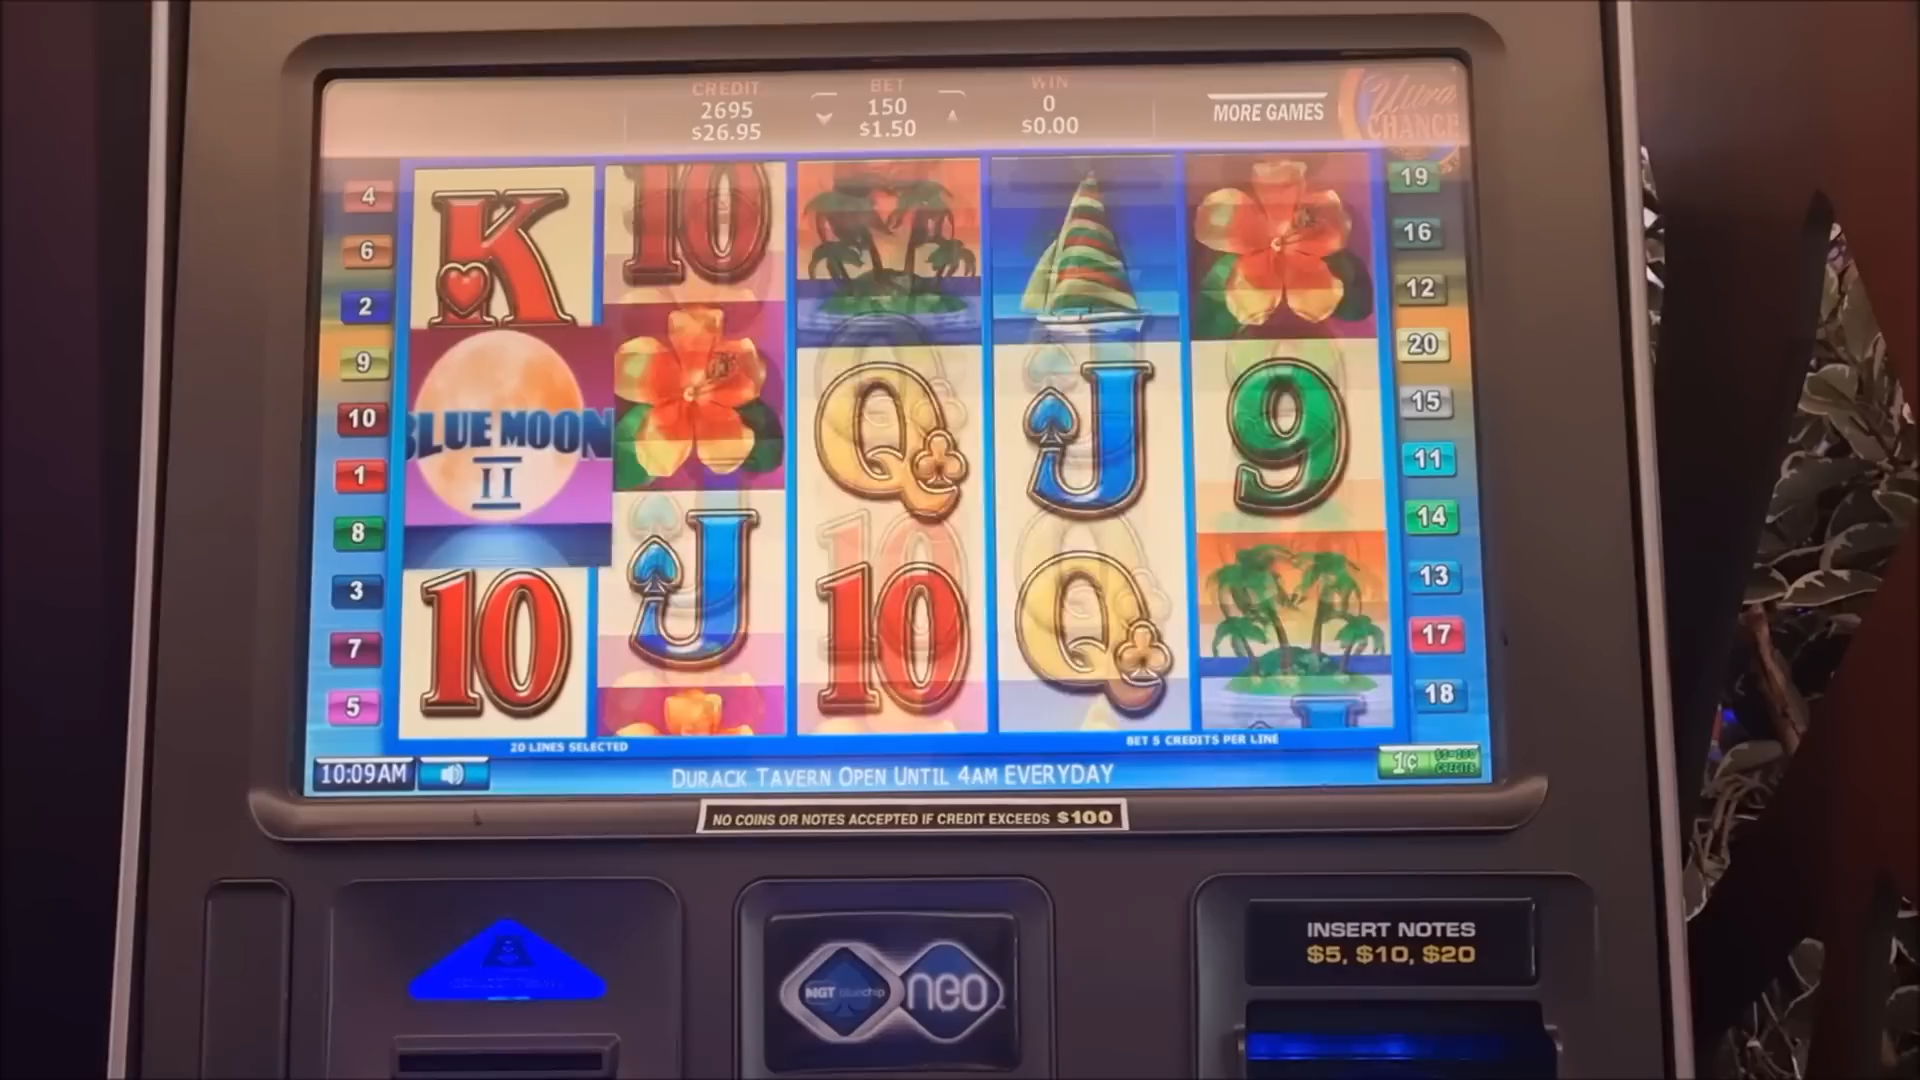 CREDIT
2695
$26.95
BET
150
$1.50
WIN
0
$0.00
MORE GAMES
Ultra
CHANCE
4
6
2
9
10
1
8
3
7
5
K
10
BLUE MOON
II
Q
J
9
10
J
10
Q
19
16
12
20
15
11
14
13
17
18
20 LINES SELECTED
BET 5 CREDITS PER LINE
10:09AM
DURACK TAVERN OPEN UNTIL 4AM EVERYDAY
1¢
CREDITS
NO COINS OR NOTES ACCEPTED IF CREDIT EXCEEDS $100
INSERT NOTES
$5, $10, $20
NGT bluechip
neo